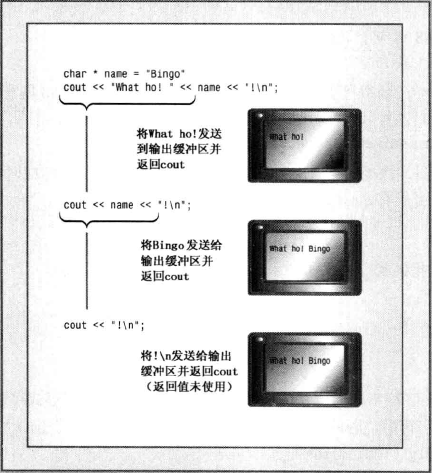 char * name = "Bingo"
cout << "What ho! " << name << '!\n";
将What ho!发送
到输出缓冲区并
返回cout
What ho!
cout << name << "!\n";
将Bingo发送给
输出缓冲区并
返回cout
What ho! Bingo
cout << "!\n";
将!\n发送给输出
缓冲区并返回cout
（返回值未使用）
What ho! Bingo